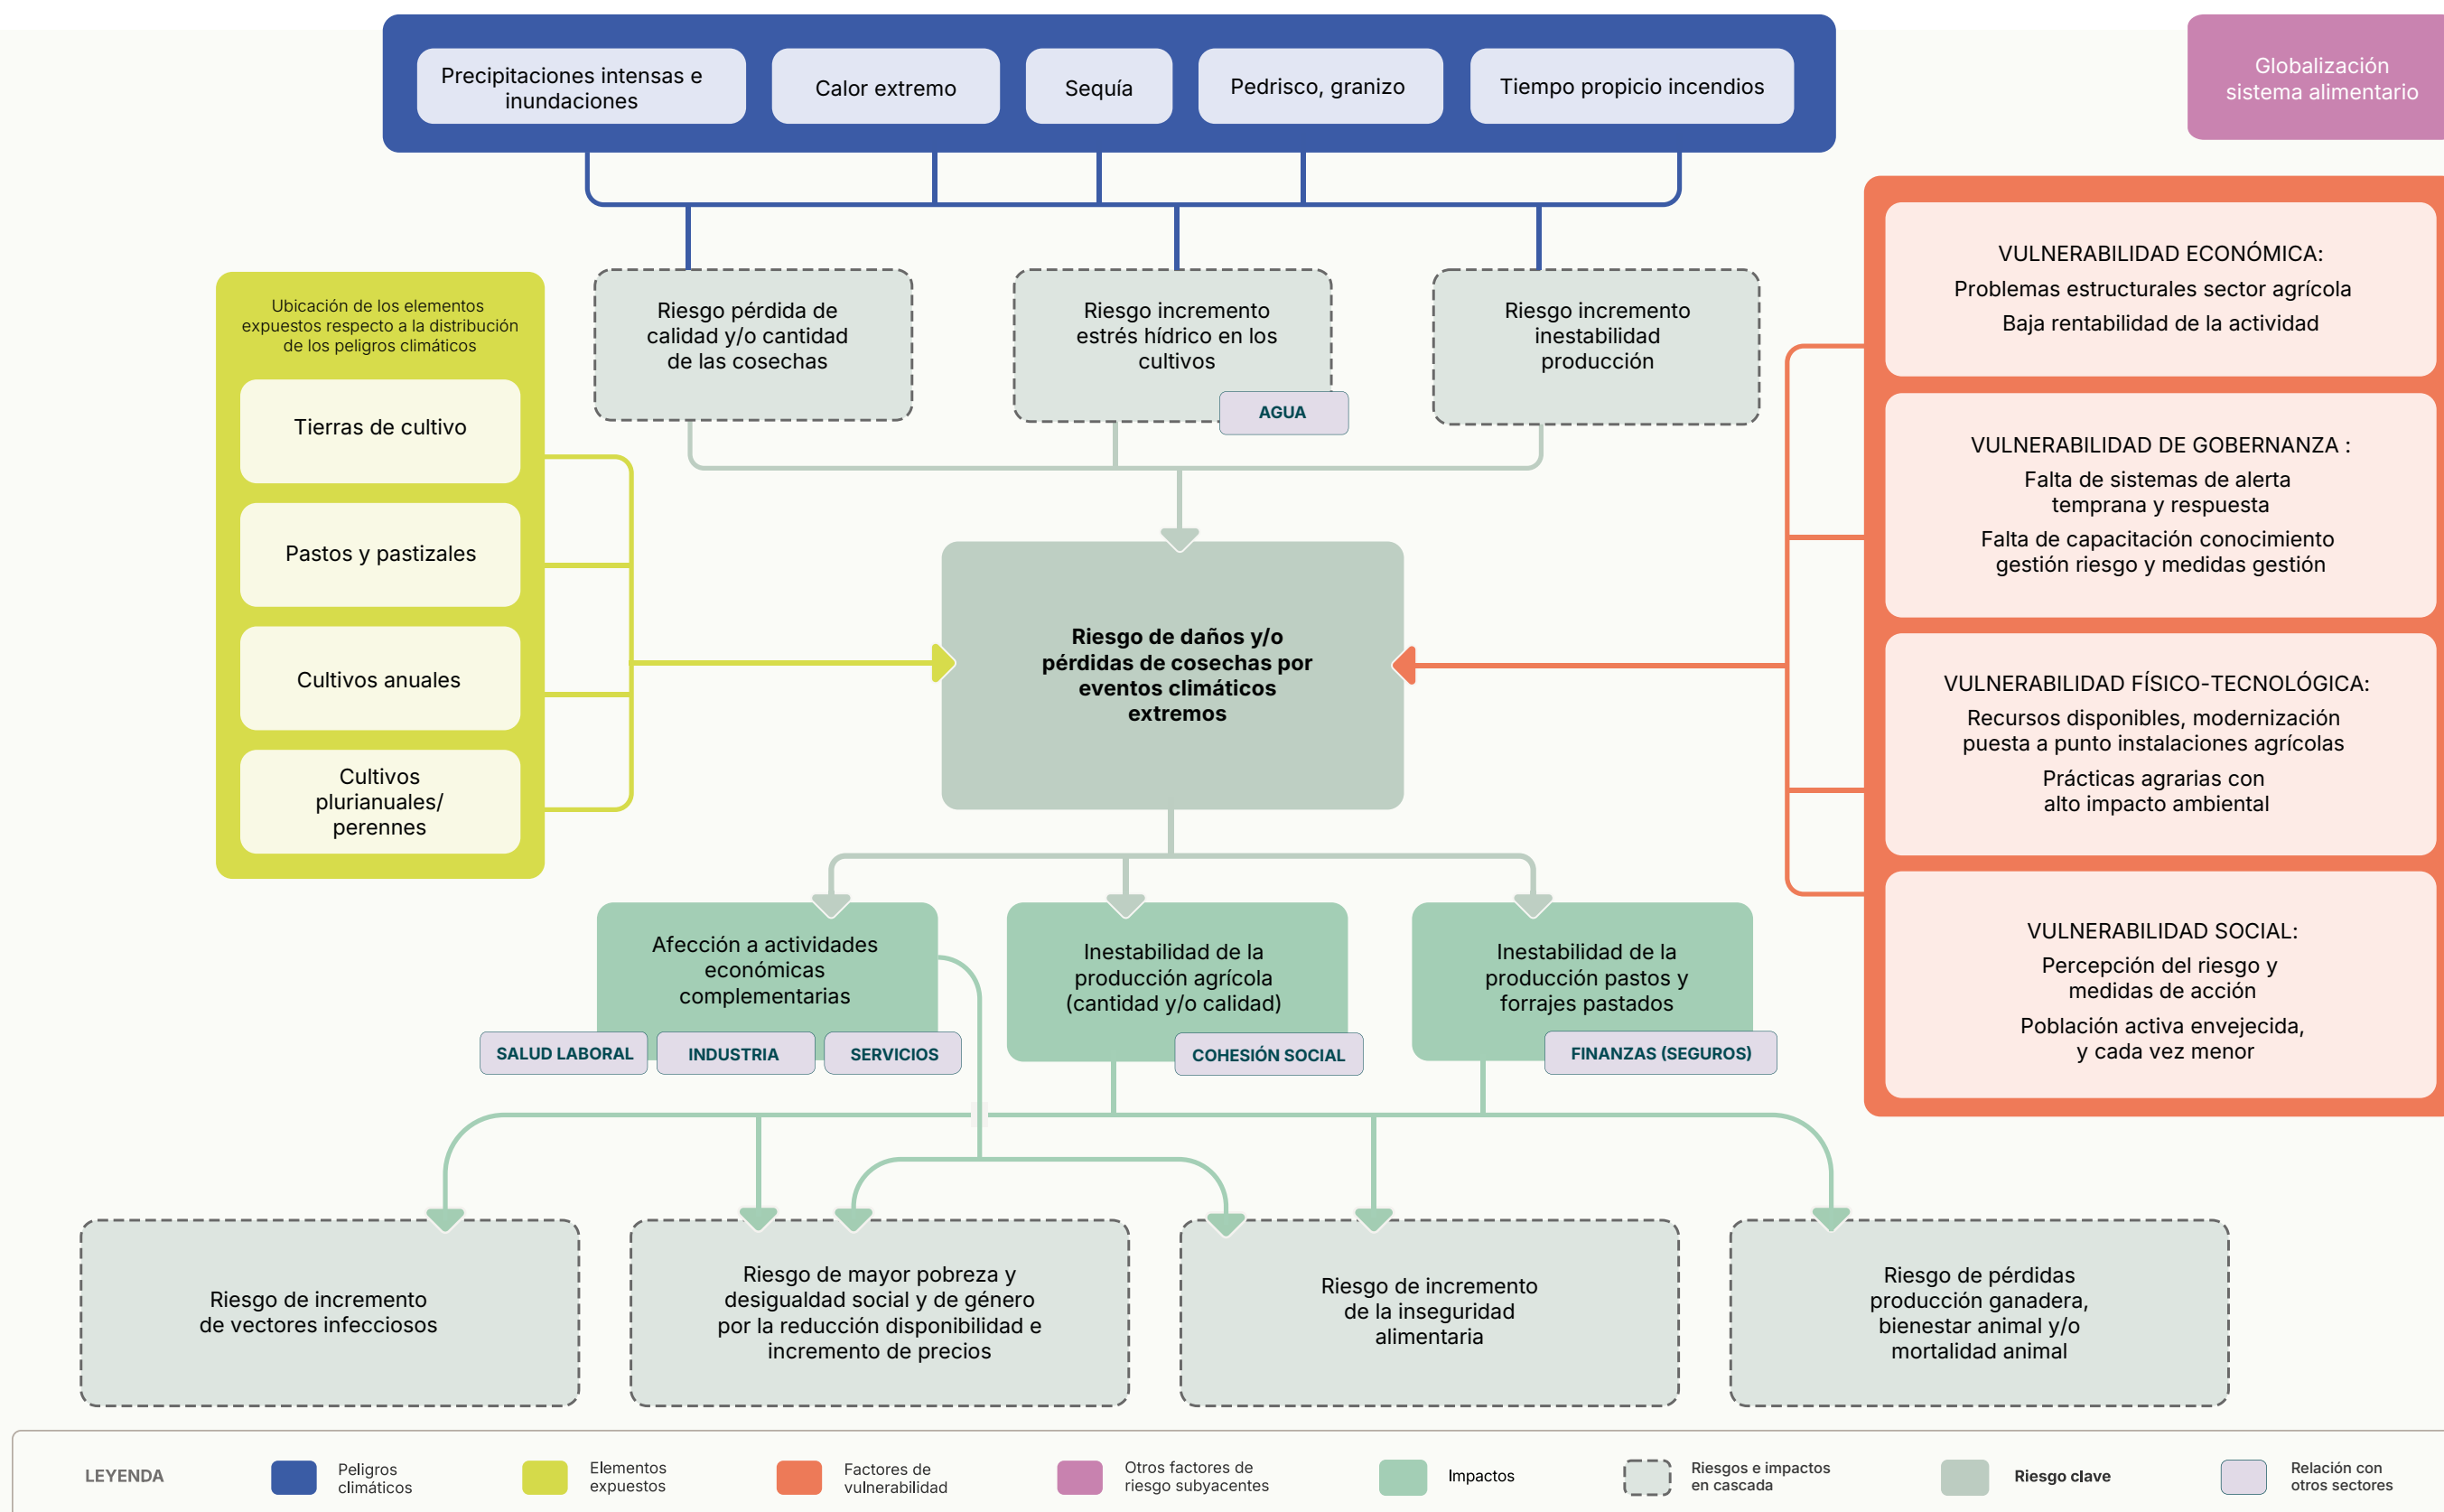 Precipitaciones intensas e
inundaciones
Calor extremo
Sequía
Pedrisco, granizo
Tiempo propicio incendios
Globalización
sistema alimentario
Ubicación de los elementos
expuestos respecto a la distribución
de los peligros climáticos
Tierras de cultivo
Pastos y pastizales
Cultivos anuales
Cultivos
plurianuales/
perennes
Riesgo pérdida de
calidad y/o cantidad
de las cosechas
Riesgo incremento
estrés hídrico en los
cultivos
AGUA
Riesgo incremento
inestabilidad
producción
VULNERABILIDAD ECONÓMICA:
Problemas estructurales sector agrícola
Baja rentabilidad de la actividad
VULNERABILIDAD DE GOBERNANZA :
Falta de sistemas de alerta
temprana y respuesta
Falta de capacitación conocimiento
gestión riesgo y medidas gestión
VULNERABILIDAD FÍSICO-TECNOLÓGICA:
Recursos disponibles, modernización
puesta a punto instalaciones agrícolas
Prácticas agrarias con
alto impacto ambiental
VULNERABILIDAD SOCIAL:
Percepción del riesgo y
medidas de acción
Población activa envejecida,
y cada vez menor
Riesgo de daños y/o
pérdidas de cosechas por
eventos climáticos
extremos
Afección a actividades
económicas
complementarias
SALUD LABORAL
INDUSTRIA
SERVICIOS
Inestabilidad de la
producción agrícola
(cantidad y/o calidad)
COHESIÓN SOCIAL
Inestabilidad de la
producción pastos y
forrajes pastados
FINANZAS (SEGUROS)
Riesgo de incremento
de vectores infecciosos
Riesgo de mayor pobreza y
desigualdad social y de género
por la reducción disponibilidad e
incremento de precios
Riesgo de incremento
de la inseguridad
alimentaria
Riesgo de pérdidas
producción ganadera,
bienestar animal y/o
mortalidad animal
LEYENDA
Peligros
climáticos
Elementos
expuestos
Factores de
vulnerabilidad
Otros factores de
riesgo subyacentes
Impactos
Riesgos e impactos
en cascada
Riesgo clave
Relación con
otros sectores